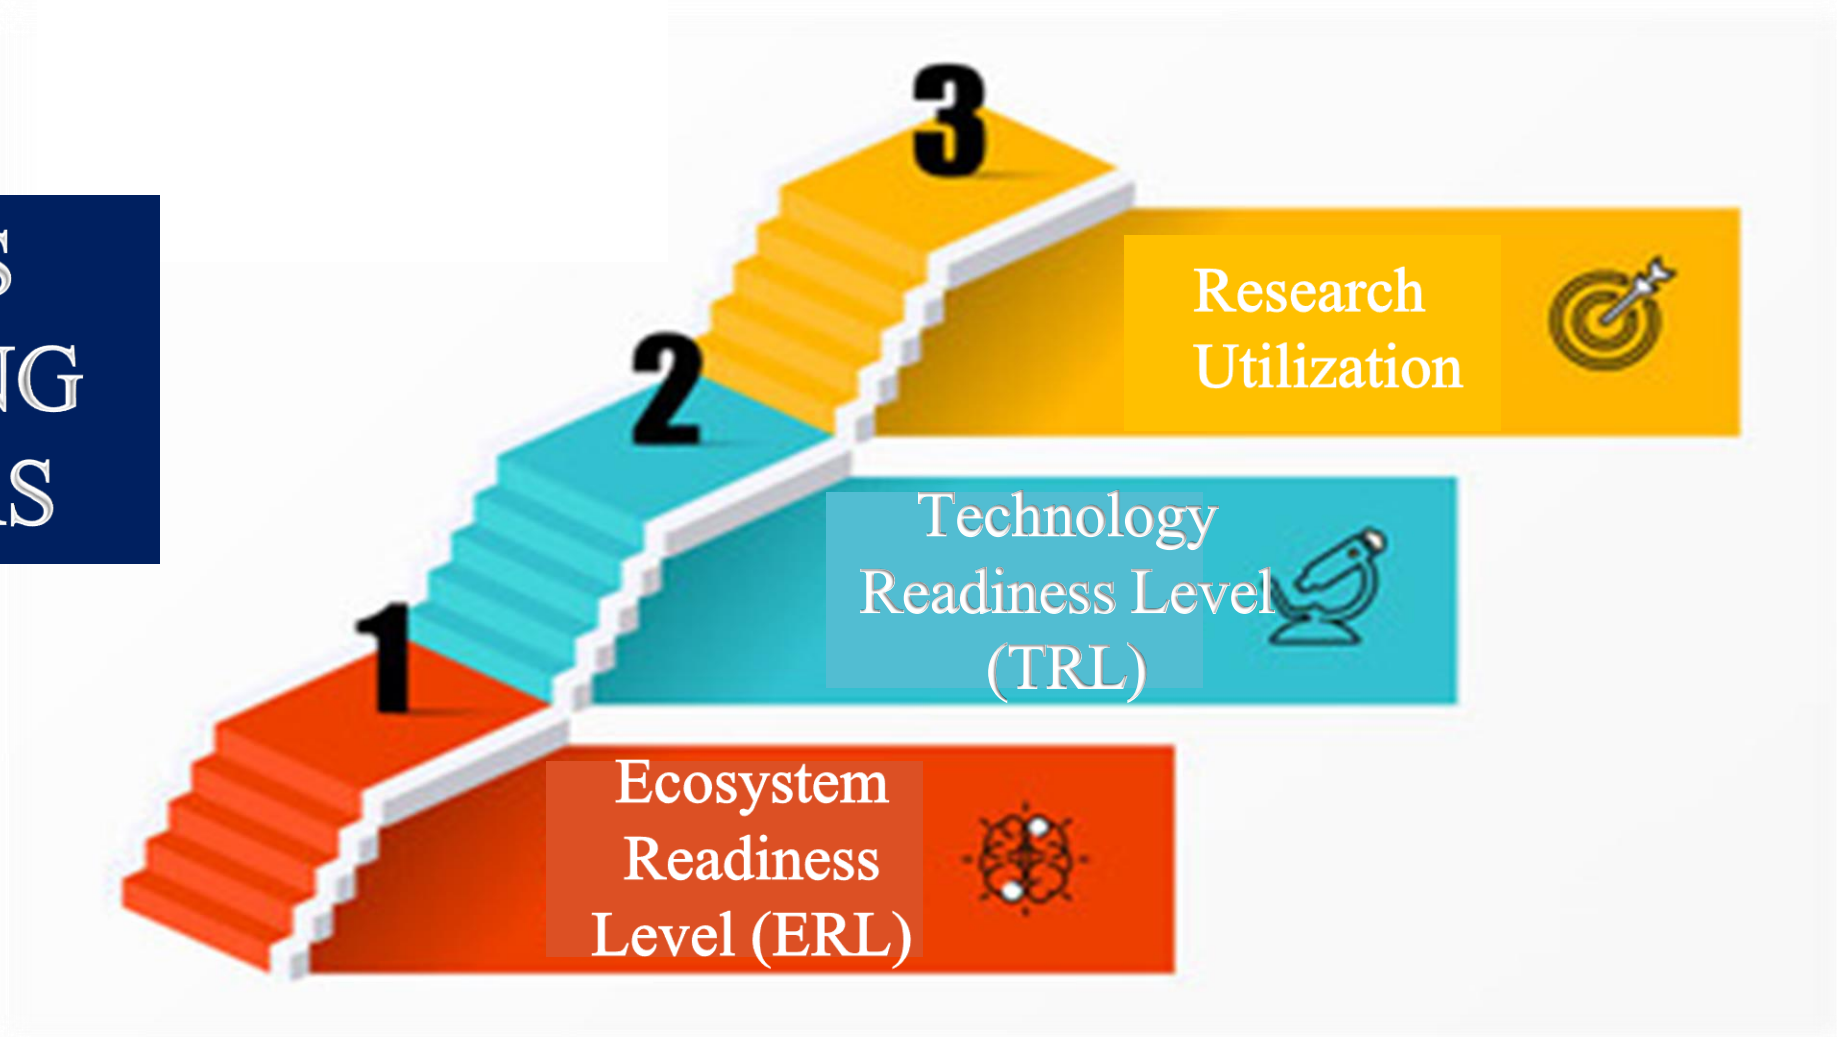 3
Research
Utilization
2
Technology
Readiness Level
(TRL)
1
Ecosystem
Readiness
Level (ERL)